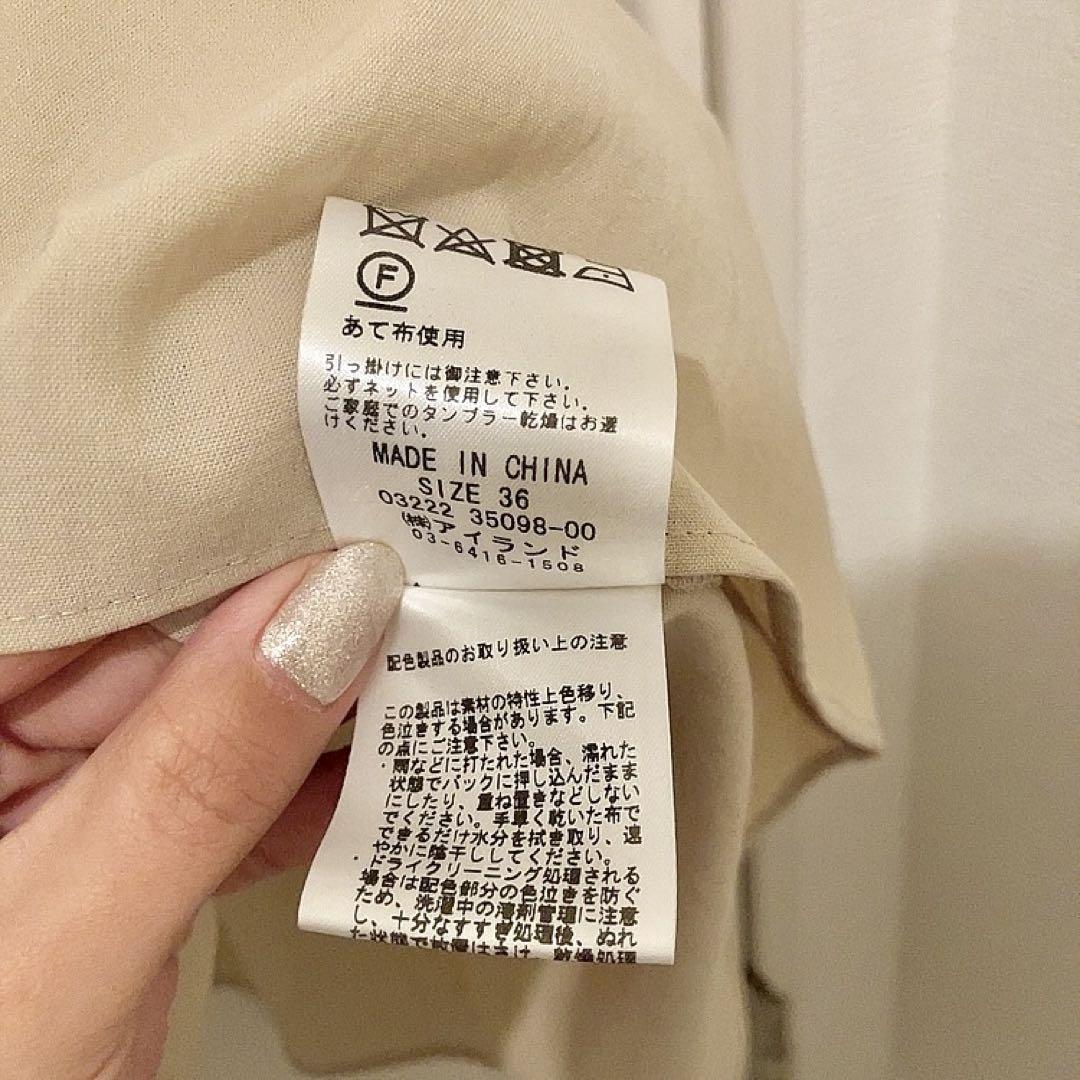 F
あて布使用
引っ掛けには御注意下さい。
必ずネットを使用して下さい。
ご家庭でのタンブラー乾燥はお避
けください。
MADE IN CHINA
SIZE 36
03222 35098-00
㈱アイランド
03-6416-1508
配色製品のお取り扱い上の注意
この製品は素材の特性上色移り、
色泣きする場合があります。下記
の点にご注意下さい。
・雨などに打たれた場合、濡れた
状態でバックに押し込んだまま
にしたり、重ね置きなどしない
でください。手早く乾いた布で
できるだけ水分を拭き取り、速
やかに陰干ししてください。
・ドライクリーニング処理される
場合は配色部分の色泣きを防ぐ
ため、洗濯中の溶剤管理に注意
し、十分なすすぎ処理後、ぬれ
た状態で放置はさけ、乾燥処理